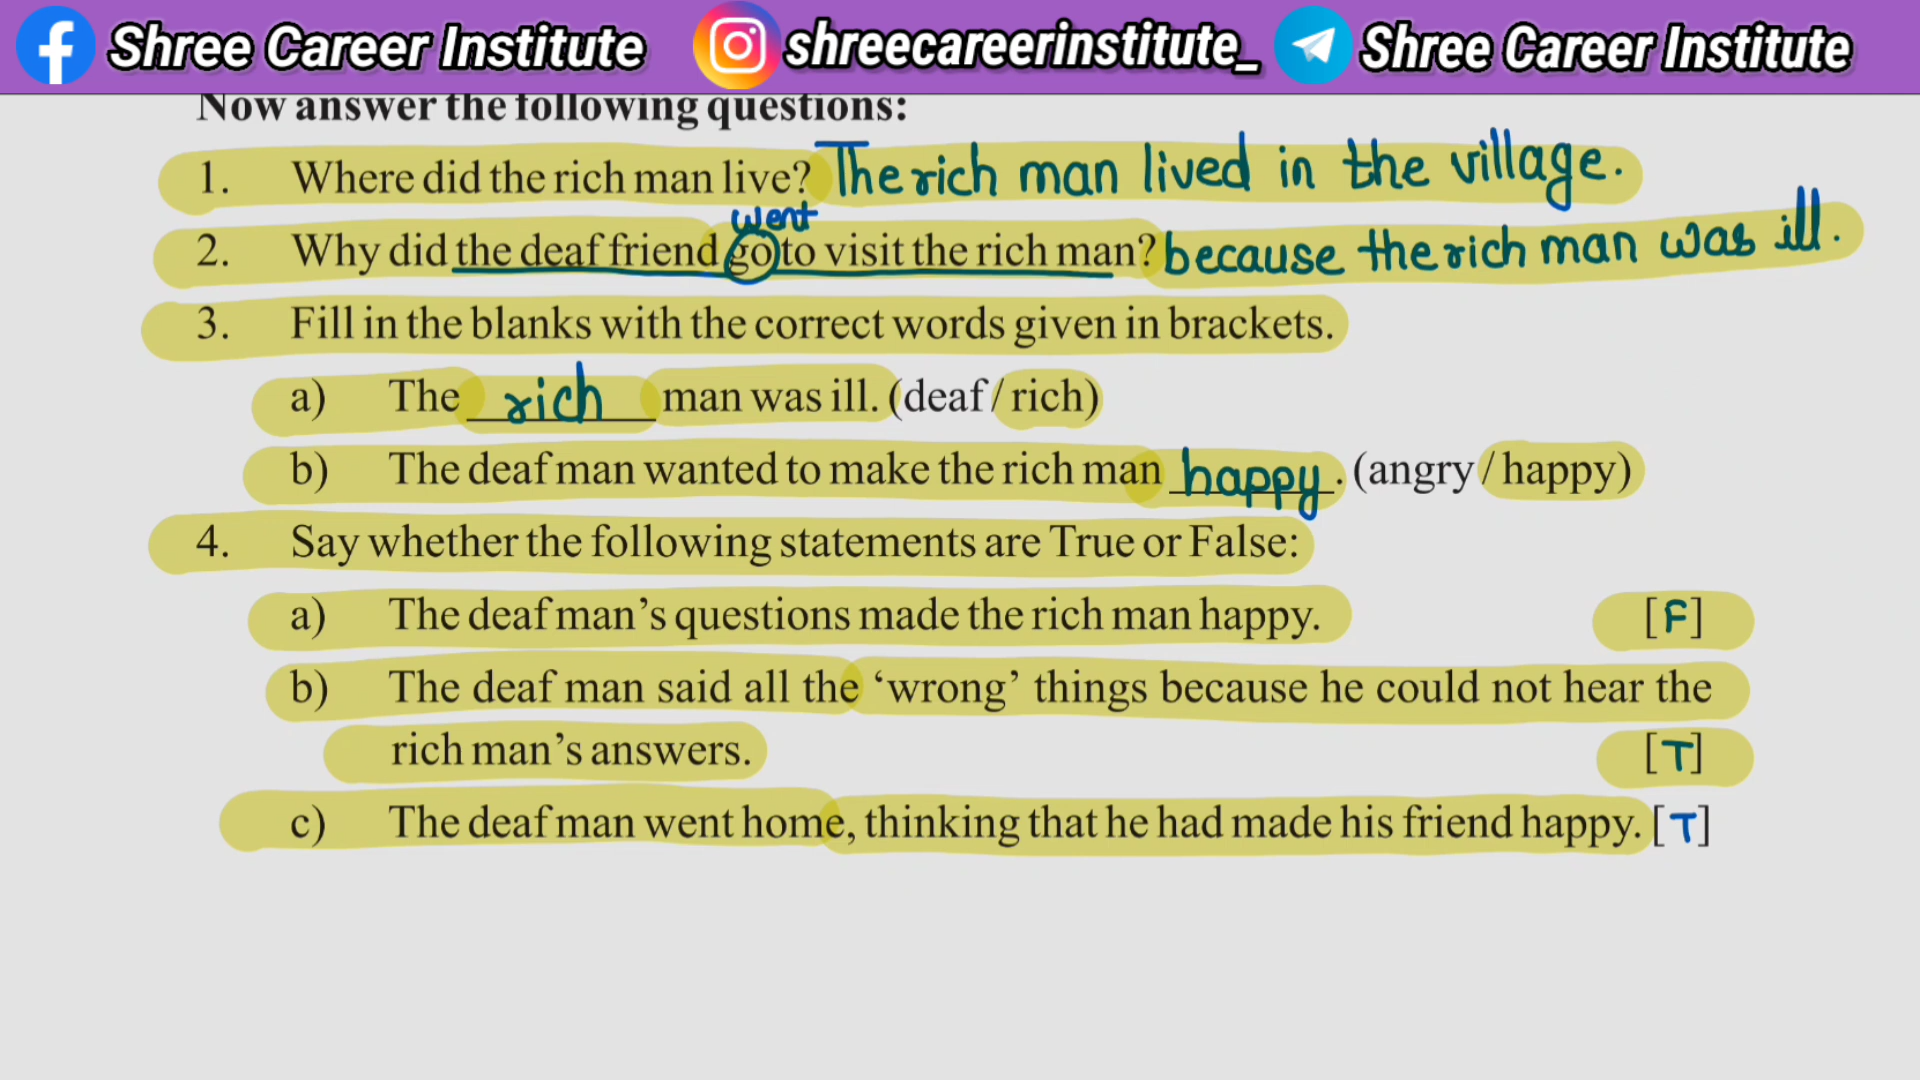 Shree Career Institute shreecareerinstitute_ Shree Career Institute
Now answer the following questions:
1. Where did the rich man live? The rich man lived in the village.
went
2. Why did the deaf friend go to visit the rich man? because the rich man was ill.
3. Fill in the blanks with the correct words given in brackets.
a) The rich man was ill. (deaf / rich)
b) The deaf man wanted to make the rich man happy. (angry / happy)
4. Say whether the following statements are True or False:
a) The deaf man’s questions made the rich man happy. [F]
b) The deaf man said all the ‘wrong’ things because he could not hear the
rich man’s answers. [T]
c) The deaf man went home, thinking that he had made his friend happy. [T]